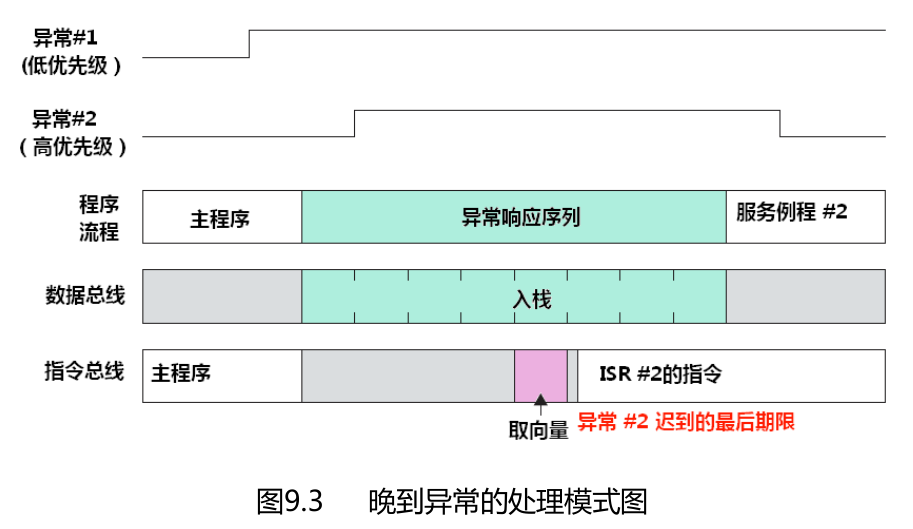 异常#1
(低优先级）
异常#2
（高优先级）
程序
流程
主程序
异常响应序列
服务例程 #2
数据总线
入栈
指令总线
主程序
ISR #2的指令
取向量
异常 #2 迟到的最后期限
图9.3 晚到异常的处理模式图